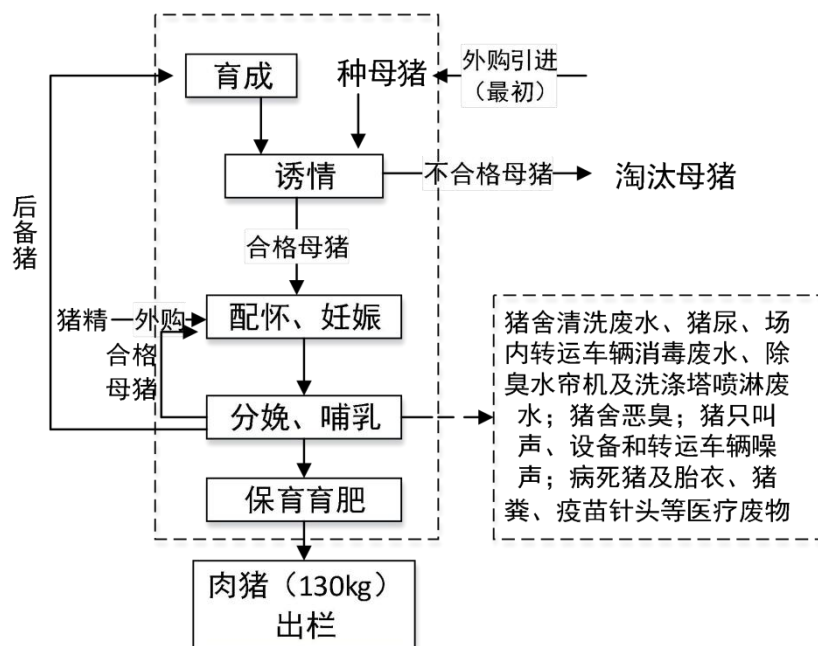 育成
种母猪
外购引进
（最初）
诱情
不合格母猪
淘汰母猪
后备猪
合格母猪
猪精
外购
配怀、妊娠
合格
母猪
分娩、哺乳
保育育肥
肉猪（130kg）
出栏
猪舍清洗废水、猪尿、场
内转运车辆消毒废水、除
臭水帘机及洗涤塔喷淋废
水；猪舍恶臭；猪只叫
声、设备和转运车辆噪
声；病死猪及胎衣、猪
粪、疫苗针头等医疗废物